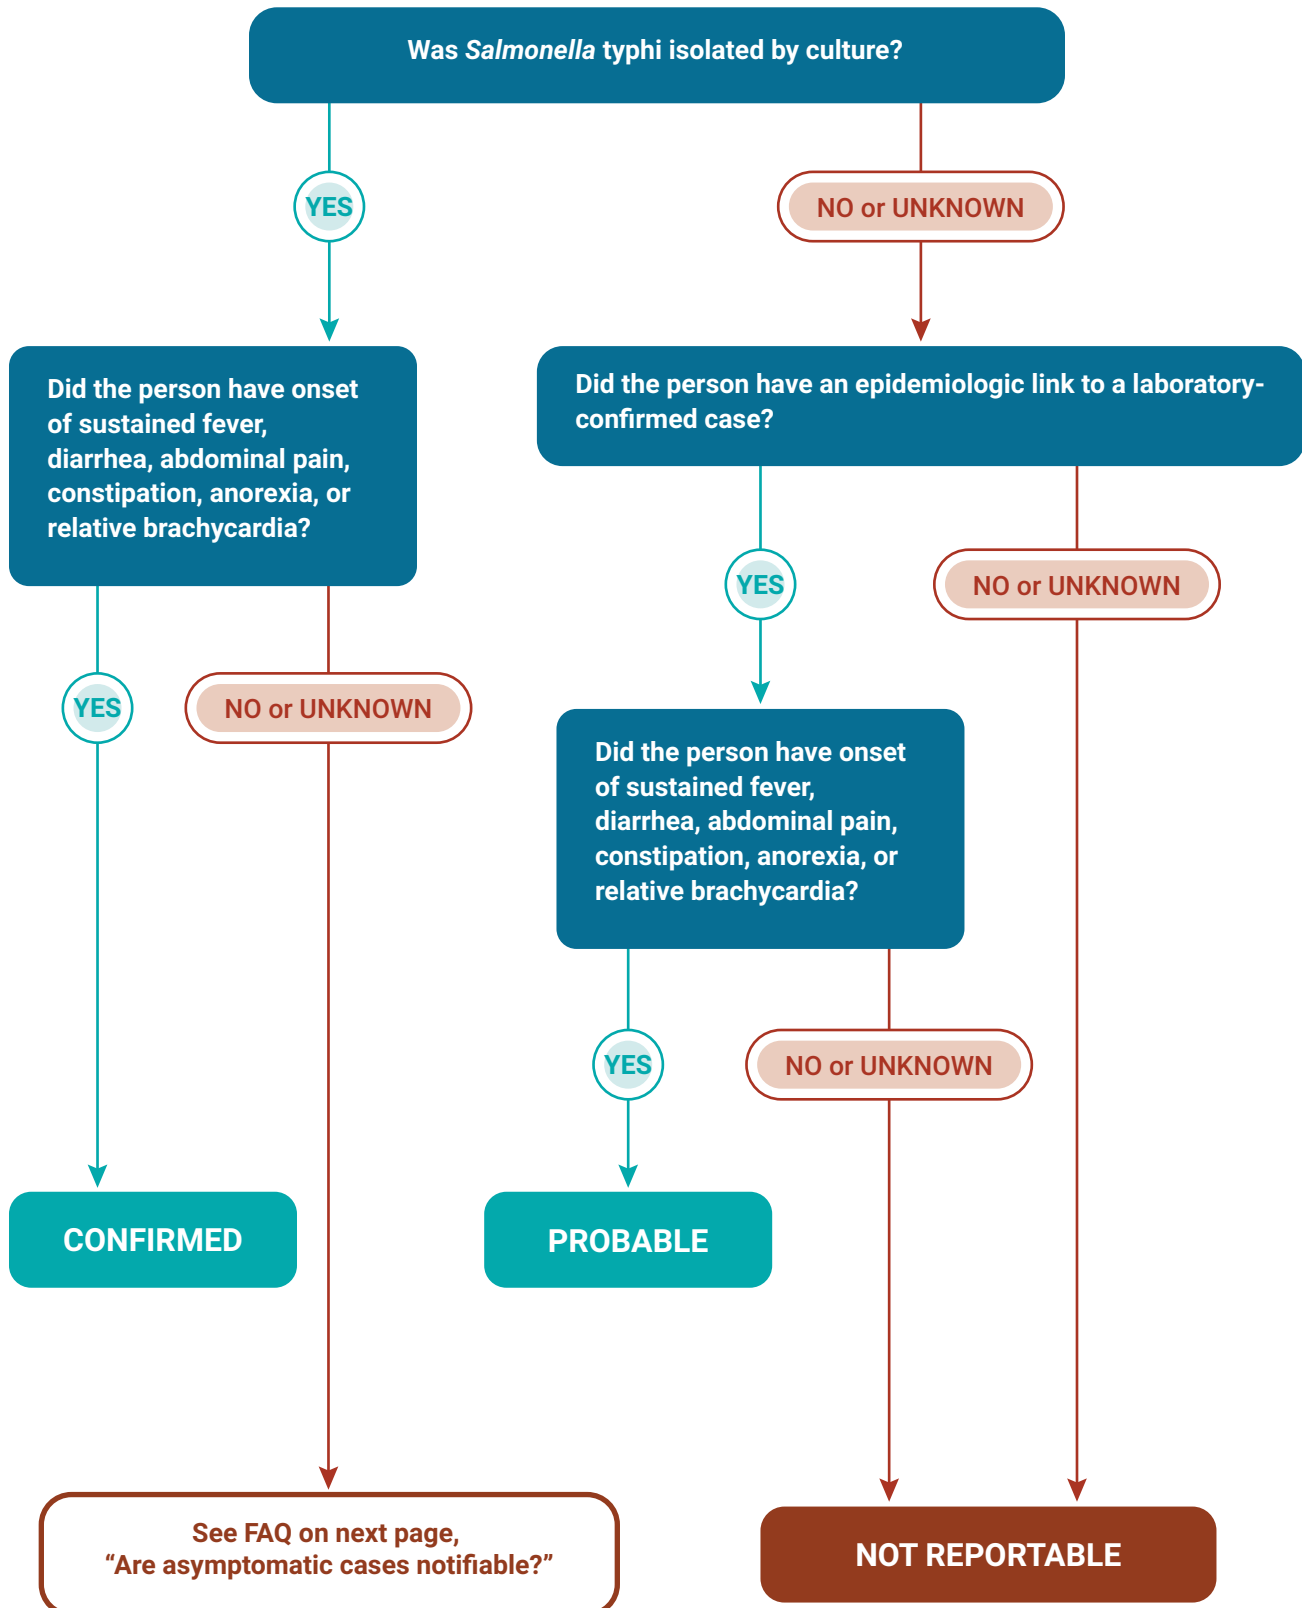 Was Salmonella typhi isolated by culture?
YES
NO or UNKNOWN
Did the person have onset
of sustained fever,
diarrhea, abdominal pain,
constipation, anorexia, or
relative brachycardia?
Did the person have an epidemiologic link to a laboratory-
confirmed case?
YES
NO or UNKNOWN
YES
NO or UNKNOWN
Did the person have onset
of sustained fever,
diarrhea, abdominal pain,
constipation, anorexia, or
relative brachycardia?
YES
NO or UNKNOWN
CONFIRMED
PROBABLE
See FAQ on next page,
“Are asymptomatic cases notifiable?”
NOT REPORTABLE